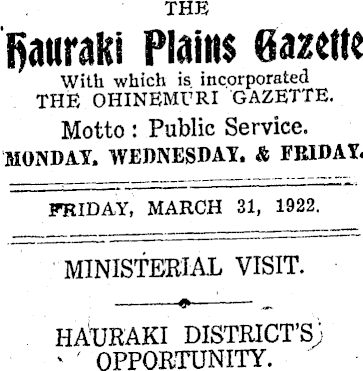 THE
Hauraki Plains Gazette
With which is incorporated
THE OHINEMURI GAZETTE.
Motto: Public Service.
MONDAY, WEDNESDAY, & FRIDAY.
FRIDAY, MARCH 31, 1922.
MINISTERIAL VISIT.
HAURAKI DISTRICT'S
OPPORTUNITY.